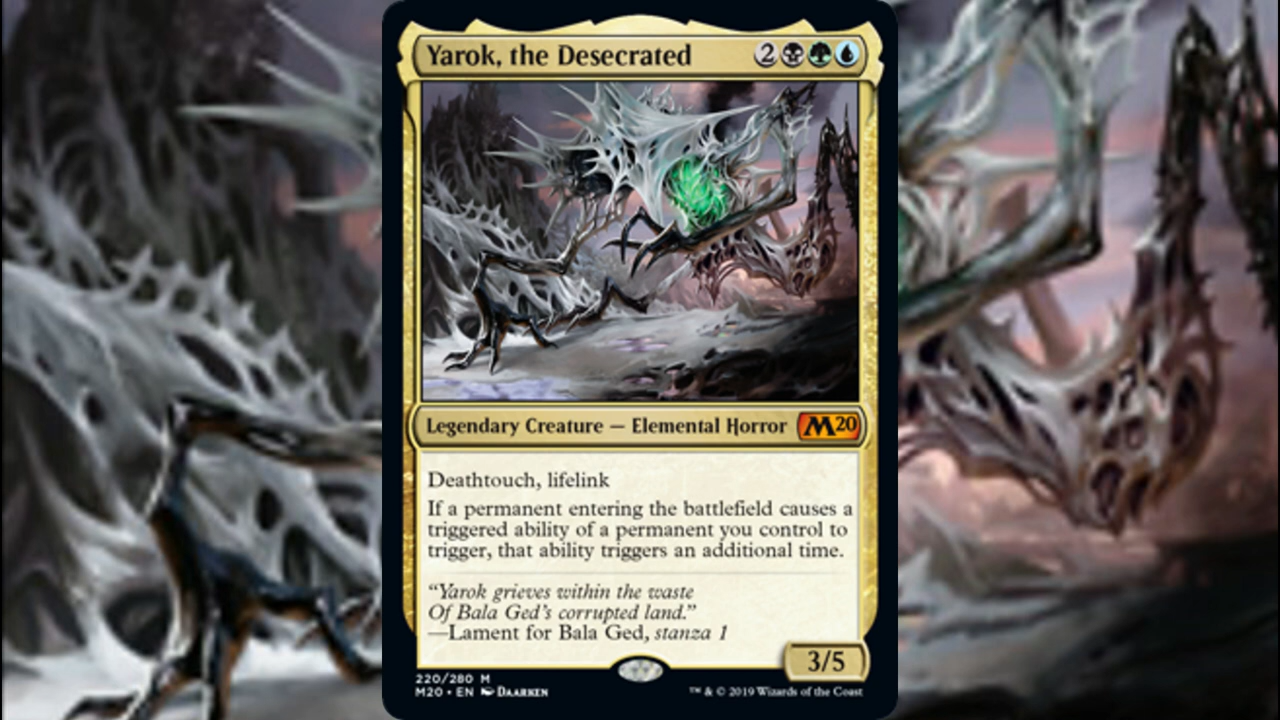 Yarok, the Desecrated 2
Legendary Creature — Elemental Horror M20
Deathtouch, lifelink
If a permanent entering the battlefield causes a
triggered ability of a permanent you control to
trigger, that ability triggers an additional time.
“Yarok grieves within the waste
Of Bala Ged’s corrupted land.”
—Lament for Bala Ged, stanza 1
3/5
220/280 M
M20 • EN Daarken
™ & © 2019 Wizards of the Coast